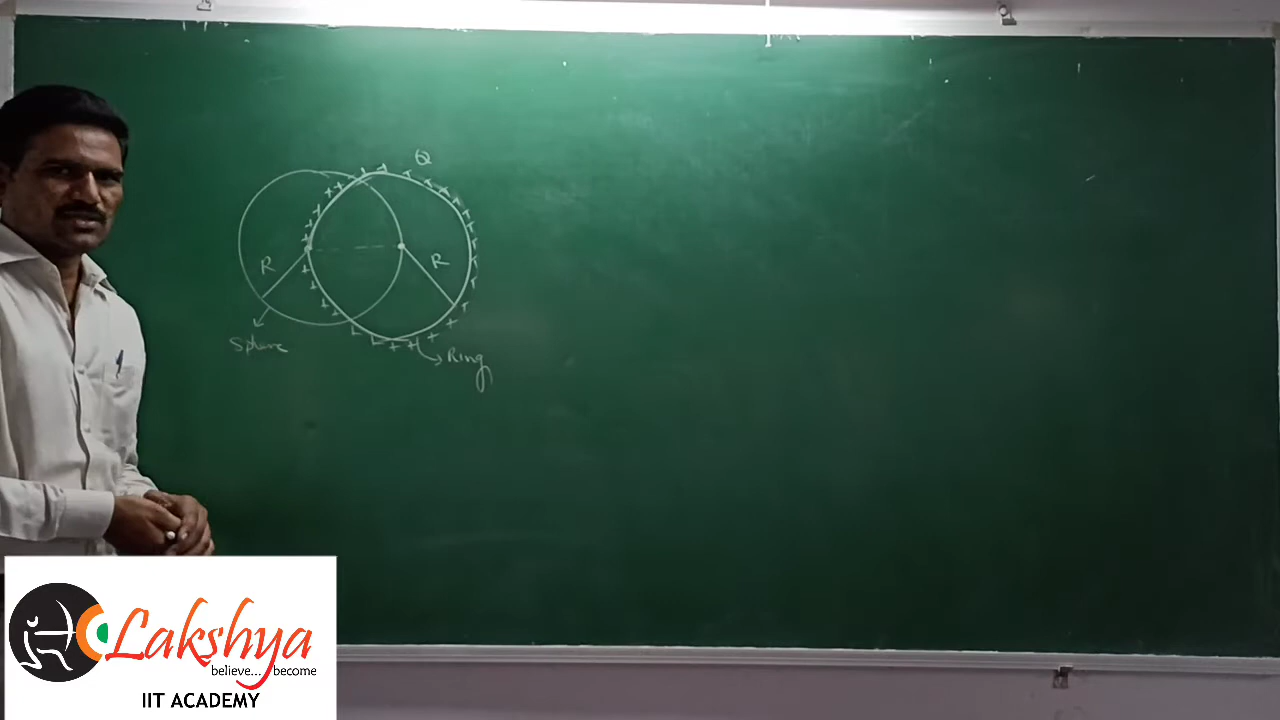 Q
R
R
Sphere
Ring
Lakshya
believe... become
IIT ACADEMY